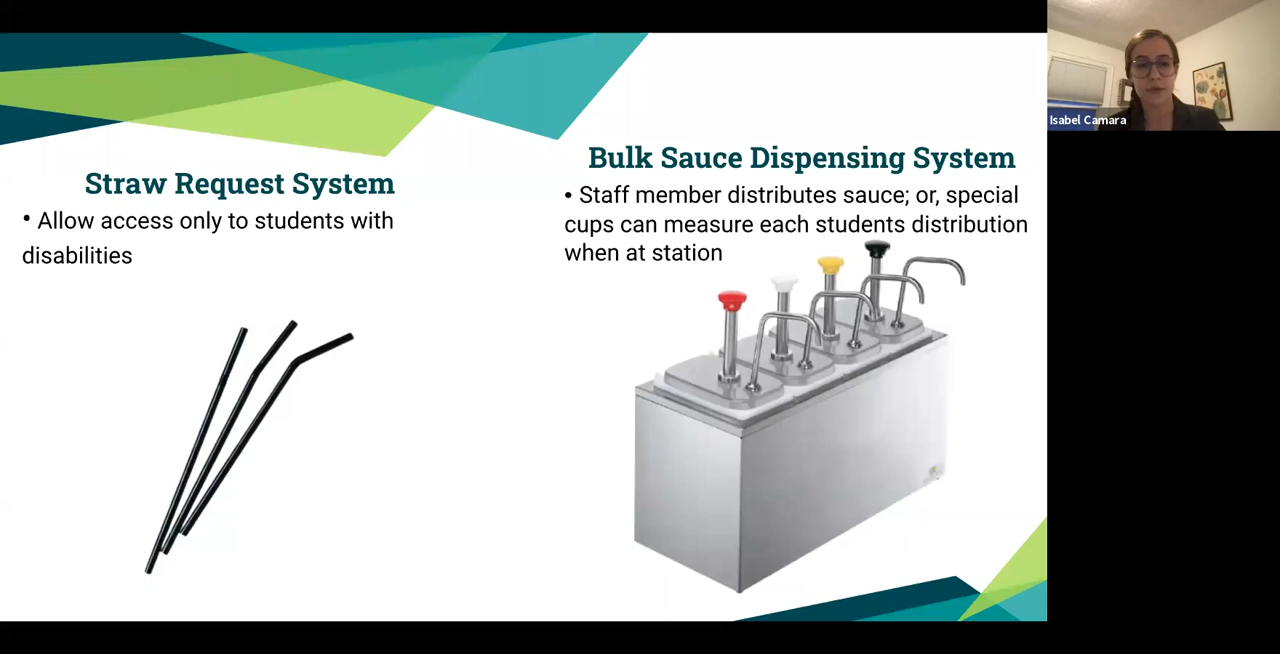 Straw Request System
• Allow access only to students with
disabilities
Bulk Sauce Dispensing System
• Staff member distributes sauce; or, special
cups can measure each students distribution
when at station
Isabel Camara